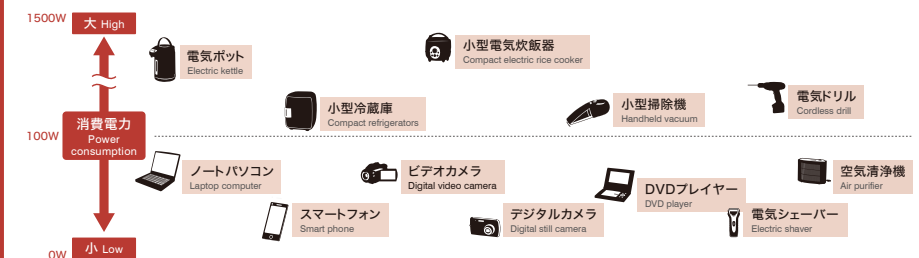 1500W
大 High
電気ポット
Electric kettle
小型電気炊飯器
Compact electric rice cooker
小型冷蔵庫
Compact refrigerators
小型掃除機
Handheld vacuum
電気ドリル
Cordless drill
消費電力
Power
consumption
100W
ノートパソコン
Laptop computer
ビデオカメラ
Digital video camera
DVDプレイヤー
DVD player
空気清浄機
Air purifier
スマートフォン
Smart phone
デジタルカメラ
Digital still camera
電気シェーバー
Electric shaver
小 Low
0W